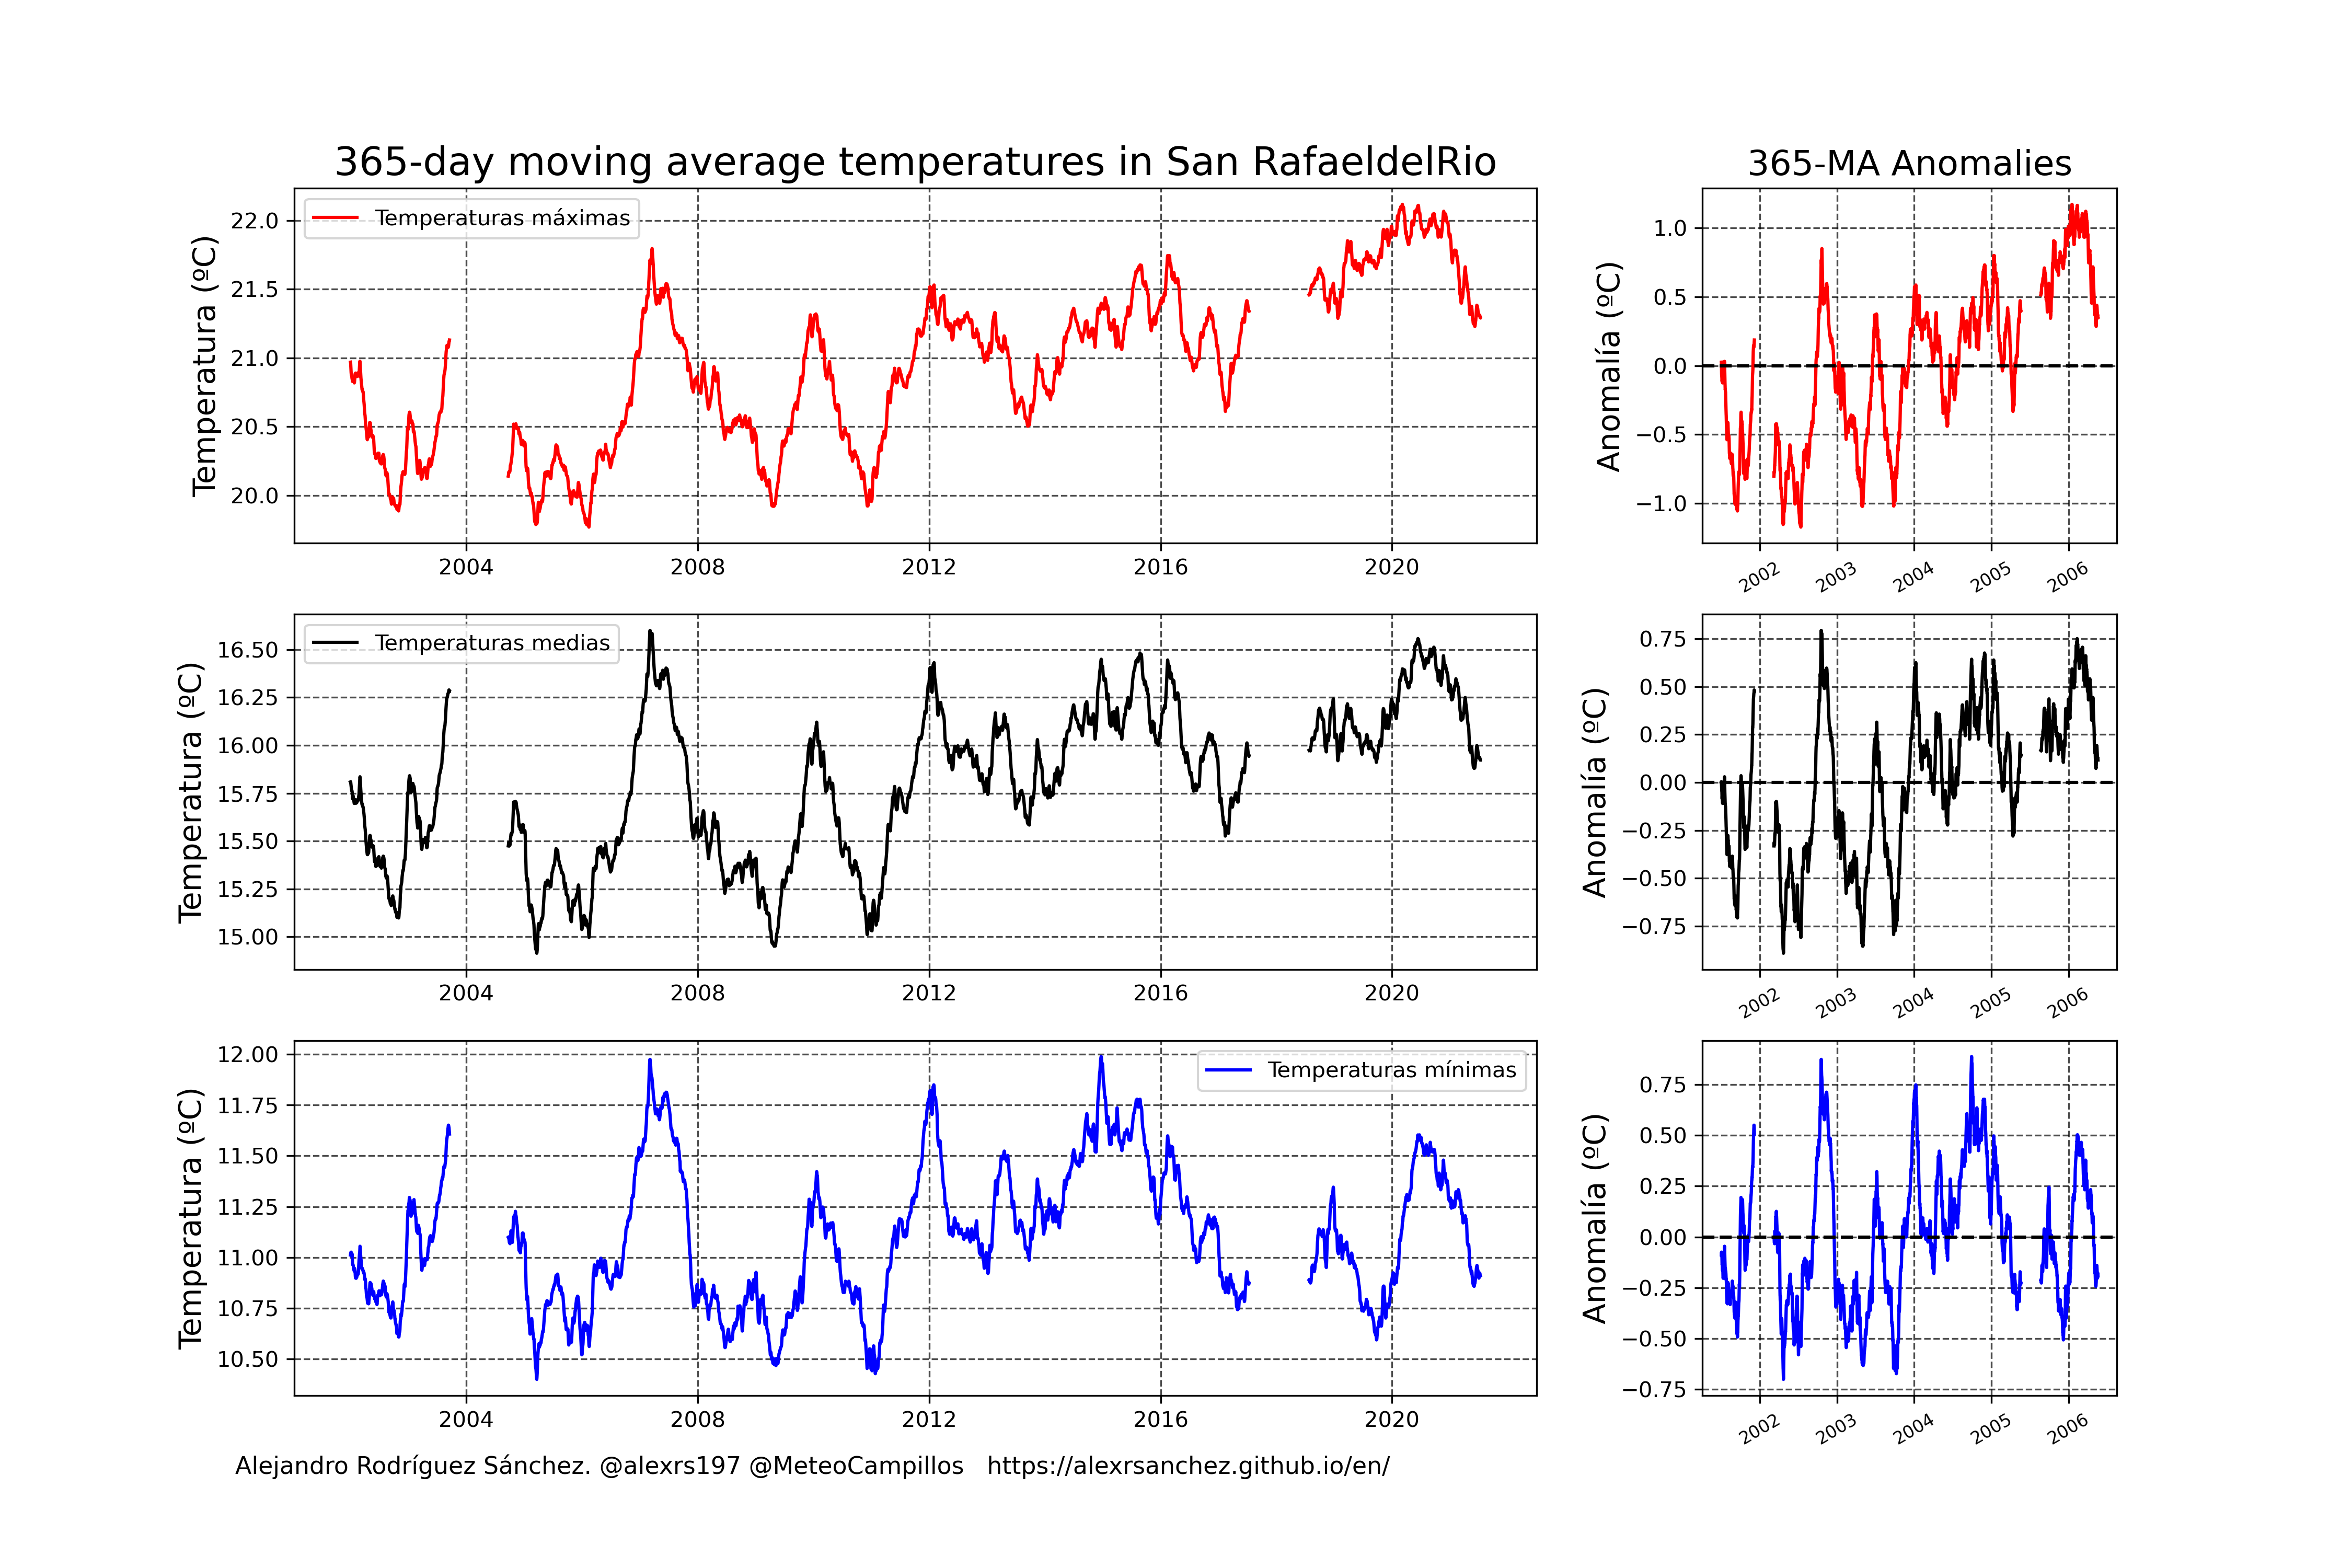 365-day moving average temperatures in San RafaeldelRio
365-MA Anomalies
Temperatura (ºC)
22.0
21.5
21.0
20.5
20.0
Temperaturas máximas
2004 2008 2012 2016 2020
Anomalía (ºC)
1.0
0.5
0.0
−0.5
−1.0
2002 2003 2004 2005 2006
Temperatura (ºC)
16.50
16.25
16.00
15.75
15.50
15.25
15.00
Temperaturas medias
2004 2008 2012 2016 2020
Anomalía (ºC)
0.75
0.50
0.25
0.00
−0.25
−0.50
−0.75
2002 2003 2004 2005 2006
Temperatura (ºC)
12.00
11.75
11.50
11.25
11.00
10.75
10.50
Temperaturas mínimas
2004 2008 2012 2016 2020
Anomalía (ºC)
0.75
0.50
0.25
0.00
−0.25
−0.50
−0.75
2002 2003 2004 2005 2006
Alejandro Rodríguez Sánchez. @alexrs197 @MeteoCampillos https://alexrsanchez.github.io/en/